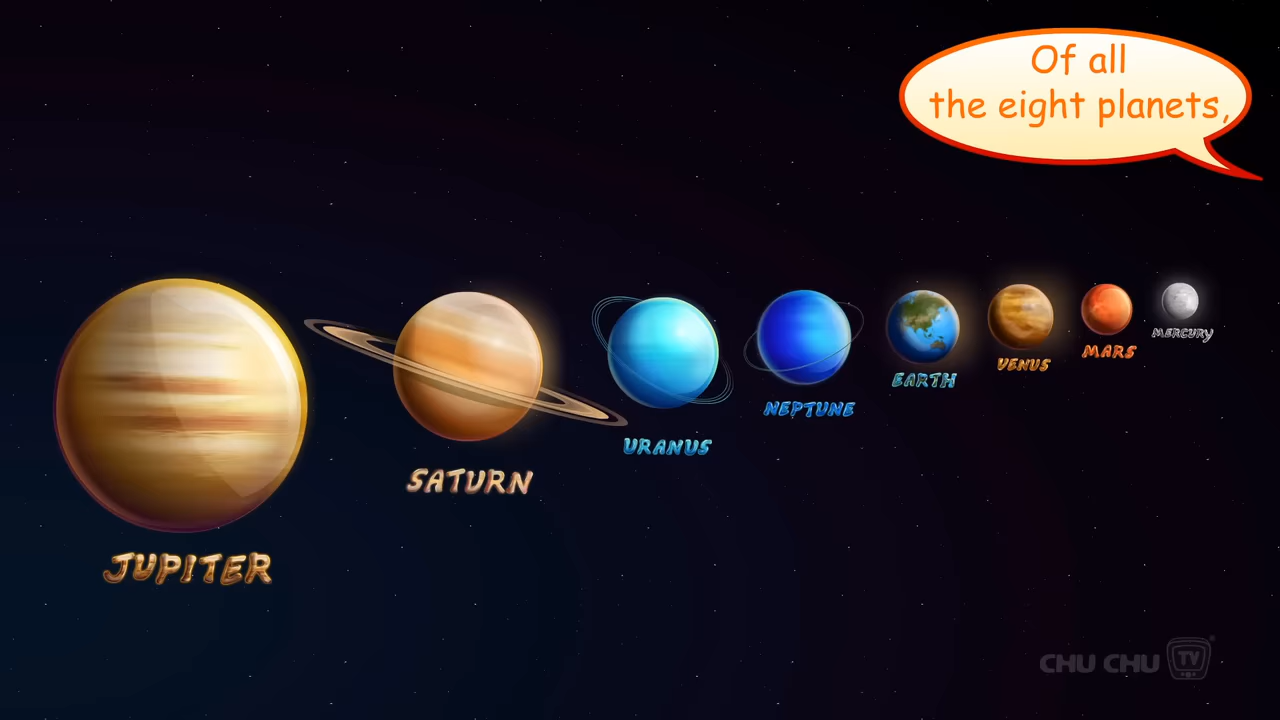 Of all
the eight planets,
JUPITER
SATURN
URANUS
NEPTUNE
EARTH
VENUS
MARS
MERCURY
CHU CHU TV